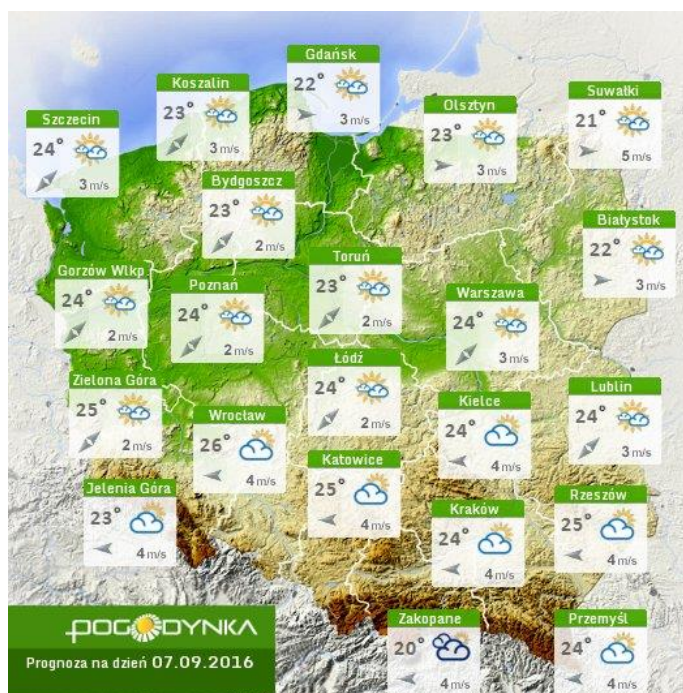 Gdańsk
22°
3 m/s
Koszalin
23°
3 m/s
Suwałki
21°
5 m/s
Olsztyn
23°
3 m/s
Szczecin
24°
3 m/s
Bydgoszcz
23°
2 m/s
Białystok
22°
3 m/s
Toruń
23°
2 m/s
Gorzów Wlkp
24°
2 m/s
Poznań
24°
2 m/s
Warszawa
24°
3 m/s
Łódź
24°
2 m/s
Zielona Góra
25°
2 m/s
Lublin
24°
3 m/s
Kielce
24°
4 m/s
Wrocław
26°
4 m/s
Katowice
25°
4 m/s
Jelenia Góra
23°
4 m/s
Rzeszów
25°
4 m/s
Kraków
24°
4 m/s
Zakopane
20°
4 m/s
Przemyśl
24°
4 m/s
POGODYNKA
Prognoza na dzień 07.09.2016